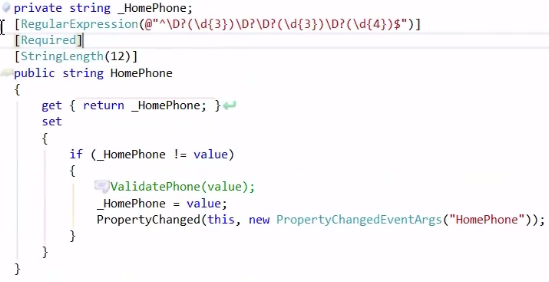 private string _HomePhone;
[RegularExpression(@"^\D?(\d{3})\D?\D?(\d{3})\D?(\d{4})$")]
[Required]
[StringLength(12)]
public string HomePhone
{
get { return _HomePhone; }
set
{
if (_HomePhone != value)
{
ValidatePhone(value);
_HomePhone = value;
PropertyChanged(this, new PropertyChangedEventArgs("HomePhone"));
}
}
}